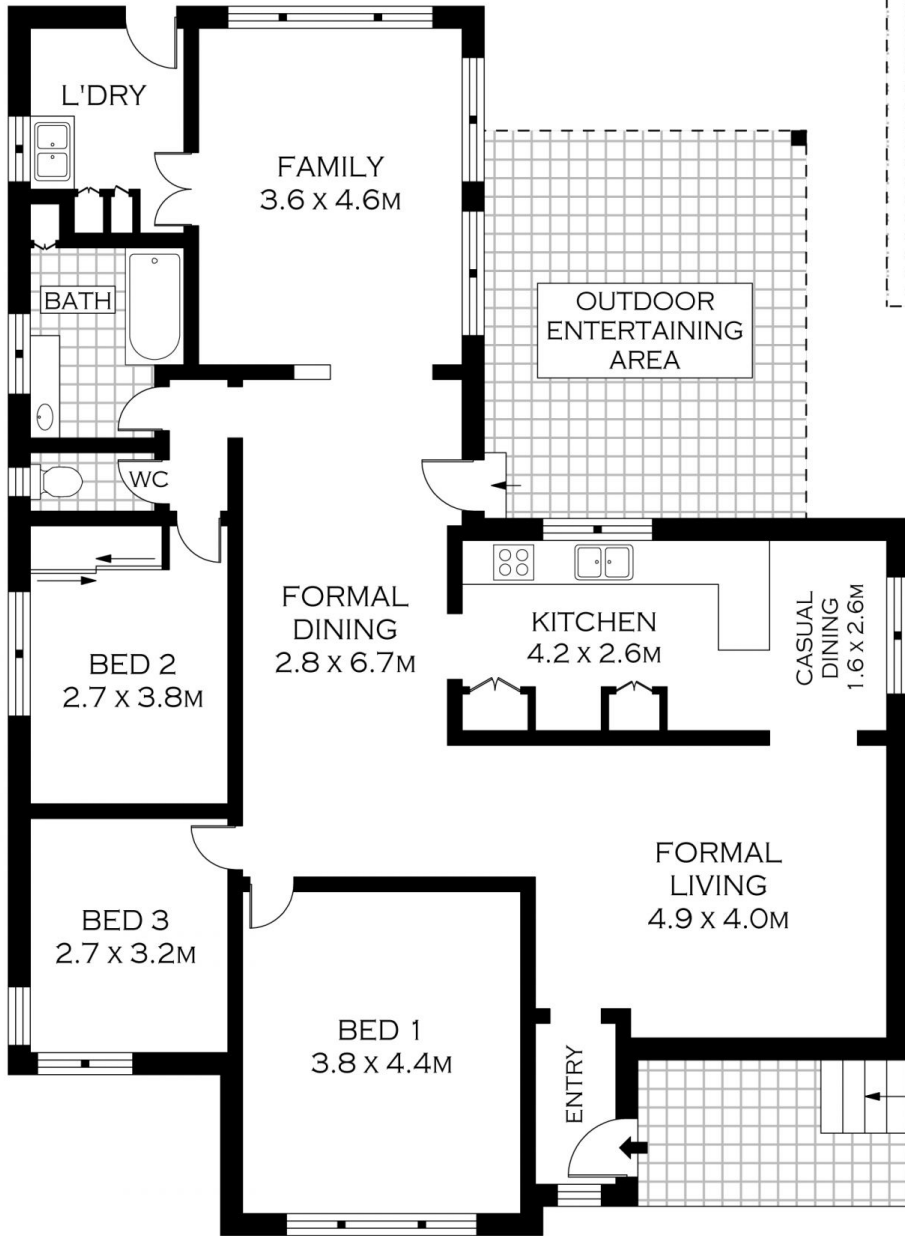 L'DRY
FAMILY
3.6 X 4.6M
BATH
OUTDOOR
ENTERTAINING
AREA
WC
FORMAL
DINING
2.8 X 6.7M
KITCHEN
4.2 X 2.6M
CASUAL
DINING
1.6 X 2.6M
BED 2
2.7 X 3.8M
FORMAL
LIVING
4.9 X 4.0M
BED 3
2.7 X 3.2M
BED 1
3.8 X 4.4M
ENTRY